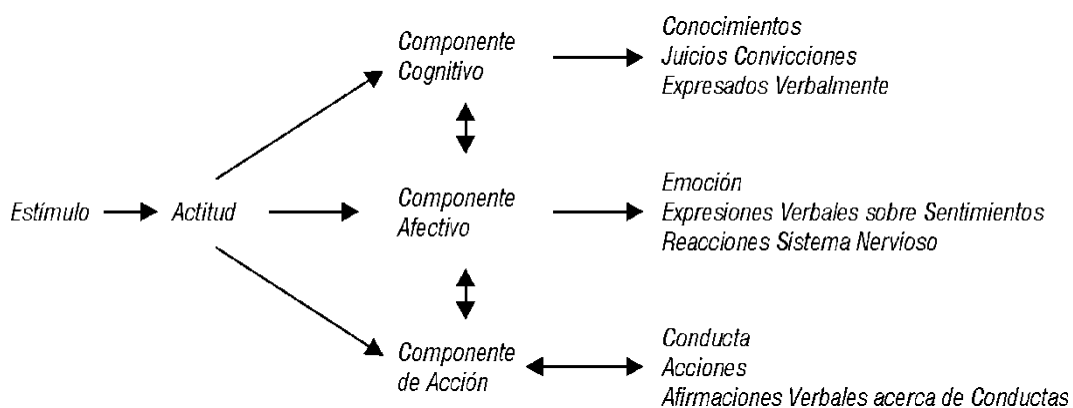 Componente
Cognitivo
Conocimientos
Juicios Convicciones
Expresados Verbalmente
Estímulo
Actitud
Componente
Afectivo
Emoción
Expresiones Verbales sobre Sentimientos
Reacciones Sistema Nervioso
Componente
de Acción
Conducta
Acciones
Afirmaciones Verbales acerca de Conductas